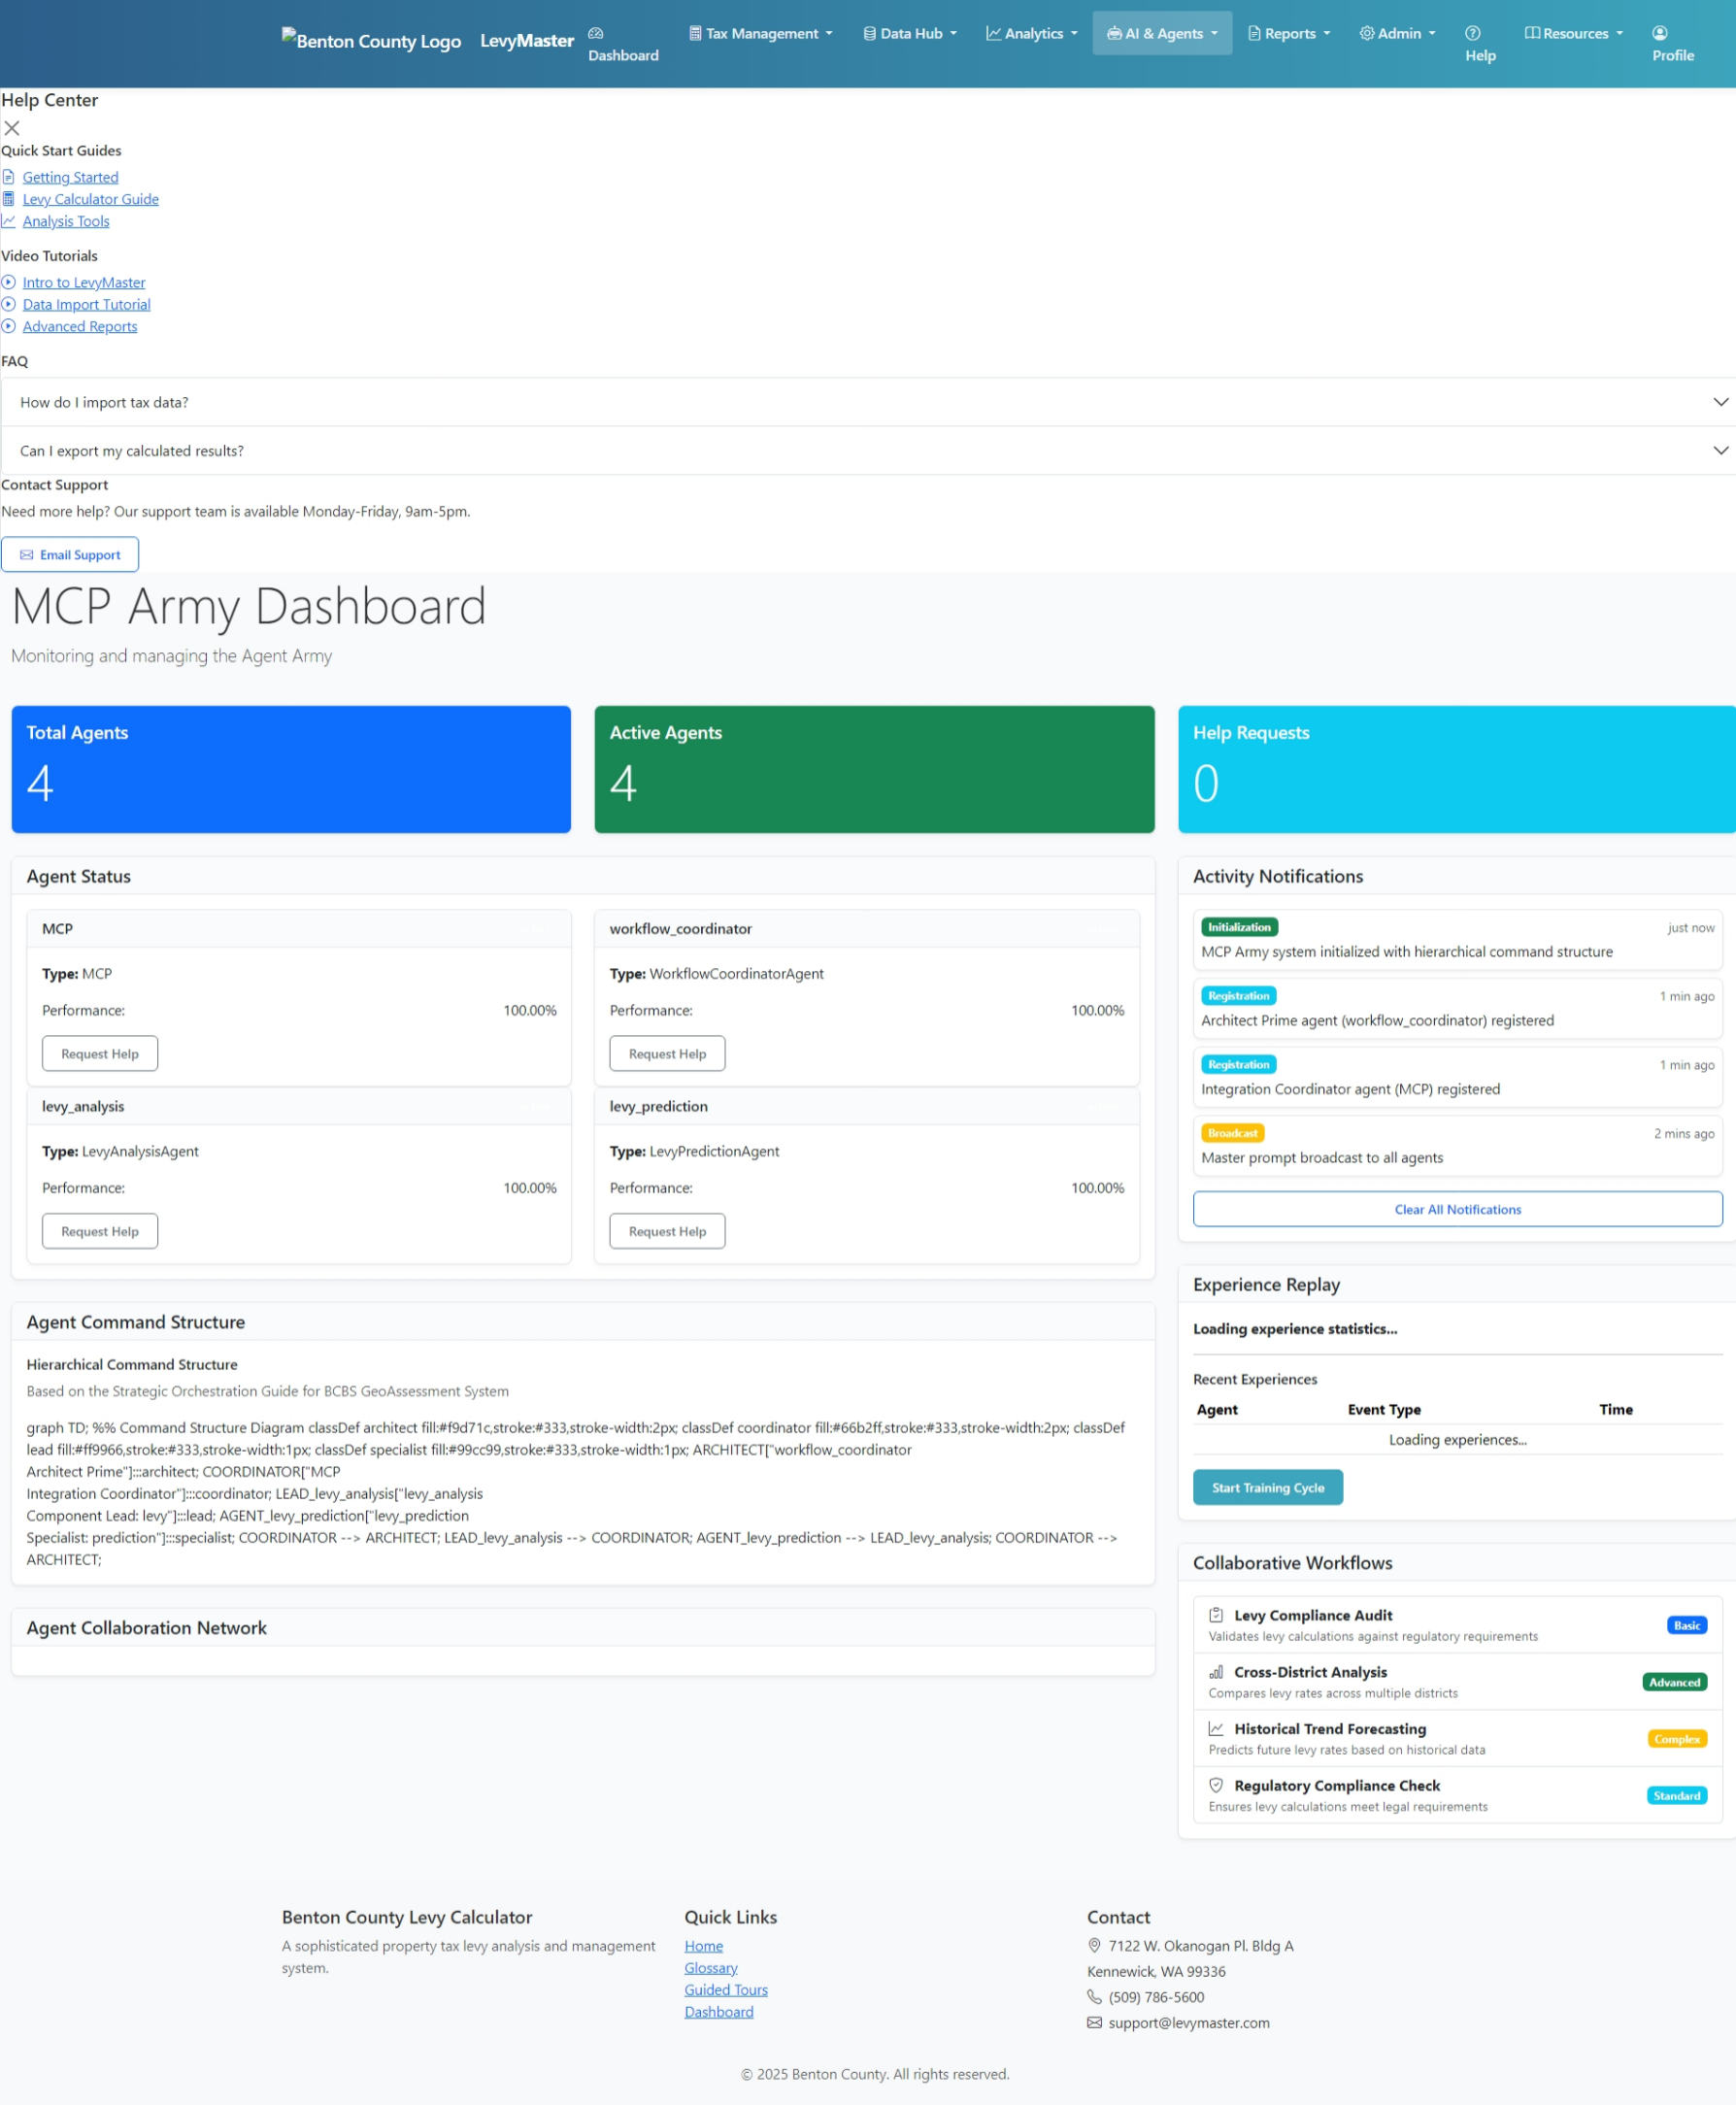 Benton County Logo
LevyMaster
Dashboard
Tax Management
Data Hub
Analytics
AI & Agents
Reports
Admin
Help
Resources
Profile
Help Center
Quick Start Guides
Getting Started
Levy Calculator Guide
Analysis Tools
Video Tutorials
Intro to LevyMaster
Data Import Tutorial
Advanced Reports
FAQ
How do I import tax data?
Can I export my calculated results?
Contact Support
Need more help? Our support team is available Monday-Friday, 9am-5pm.
Email Support
MCP Army Dashboard
Monitoring and managing the Agent Army
Total Agents
4
Active Agents
4
Help Requests
0
Agent Status
MCP
Type: MCP
Performance: 100.00%
Request Help
workflow_coordinator
Type: WorkflowCoordinatorAgent
Performance: 100.00%
Request Help
levy_analysis
Type: LevyAnalysisAgent
Performance: 100.00%
Request Help
levy_prediction
Type: LevyPredictionAgent
Performance: 100.00%
Request Help
Agent Command Structure
Hierarchical Command Structure
Based on the Strategic Orchestration Guide for BCBS GeoAssessment System
graph TD; %% Command Structure Diagram classDef architect fill:#f9d71c,stroke:#333,stroke-width:2px; classDef coordinator fill:#66b2ff,stroke:#333,stroke-width:2px; classDef
lead fill:#ff9966,stroke:#333,stroke-width:1px; classDef specialist fill:#99cc99,stroke:#333,stroke-width:1px; ARCHITECT["workflow_coordinator
Architect Prime"]:::architect; COORDINATOR["MCP
Integration Coordinator"]:::coordinator; LEAD_levy_analysis["levy_analysis
Component Lead: levy"]:::lead; AGENT_levy_prediction["levy_prediction
Specialist: prediction"]:::specialist; COORDINATOR --> ARCHITECT; LEAD_levy_analysis --> COORDINATOR; AGENT_levy_prediction --> LEAD_levy_analysis; COORDINATOR -->
ARCHITECT;
Agent Collaboration Network
Activity Notifications
Initialization just now
MCP Army system initialized with hierarchical command structure
Registration 1 min ago
Architect Prime agent (workflow_coordinator) registered
Registration 1 min ago
Integration Coordinator agent (MCP) registered
Broadcast 2 mins ago
Master prompt broadcast to all agents
Clear All Notifications
Experience Replay
Loading experience statistics...
Recent Experiences
Agent Event Type Time
Loading experiences...
Start Training Cycle
Collaborative Workflows
Levy Compliance Audit
Validates levy calculations against regulatory requirements
Basic
Cross-District Analysis
Compares levy rates across multiple districts
Advanced
Historical Trend Forecasting
Predicts future levy rates based on historical data
Complex
Regulatory Compliance Check
Ensures levy calculations meet legal requirements
Standard
Benton County Levy Calculator
A sophisticated property tax levy analysis and management
system.
Quick Links
Home
Glossary
Guided Tours
Dashboard
Contact
7122 W. Okanogan Pl. Bldg A
Kennewick, WA 99336
(509) 786-5600
support@levymaster.com
© 2025 Benton County. All rights reserved.